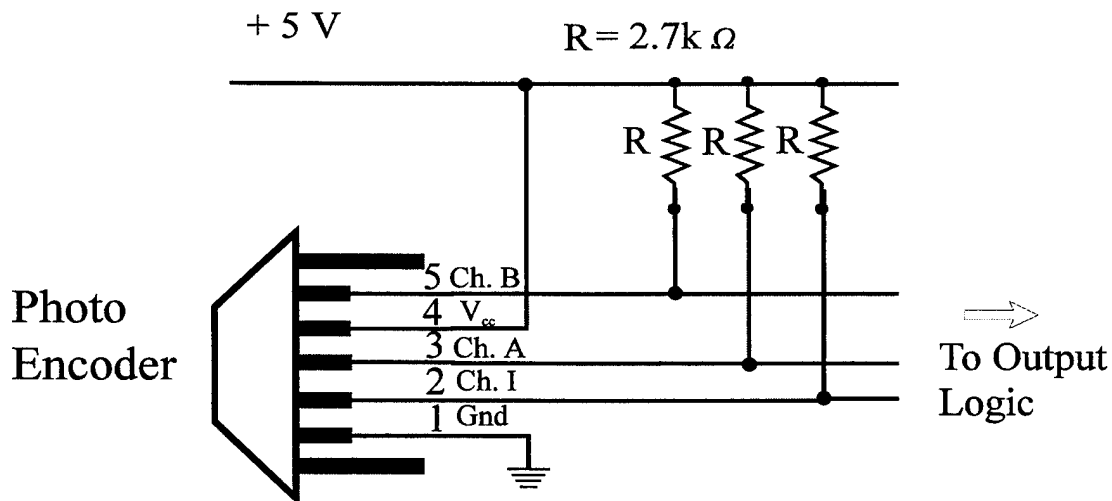 + 5 V
R = 2.7k Ω
R R R
5 Ch. B
4 Vcc
3 Ch. A
2 Ch. I
1 Gnd
Photo
Encoder
To Output
Logic